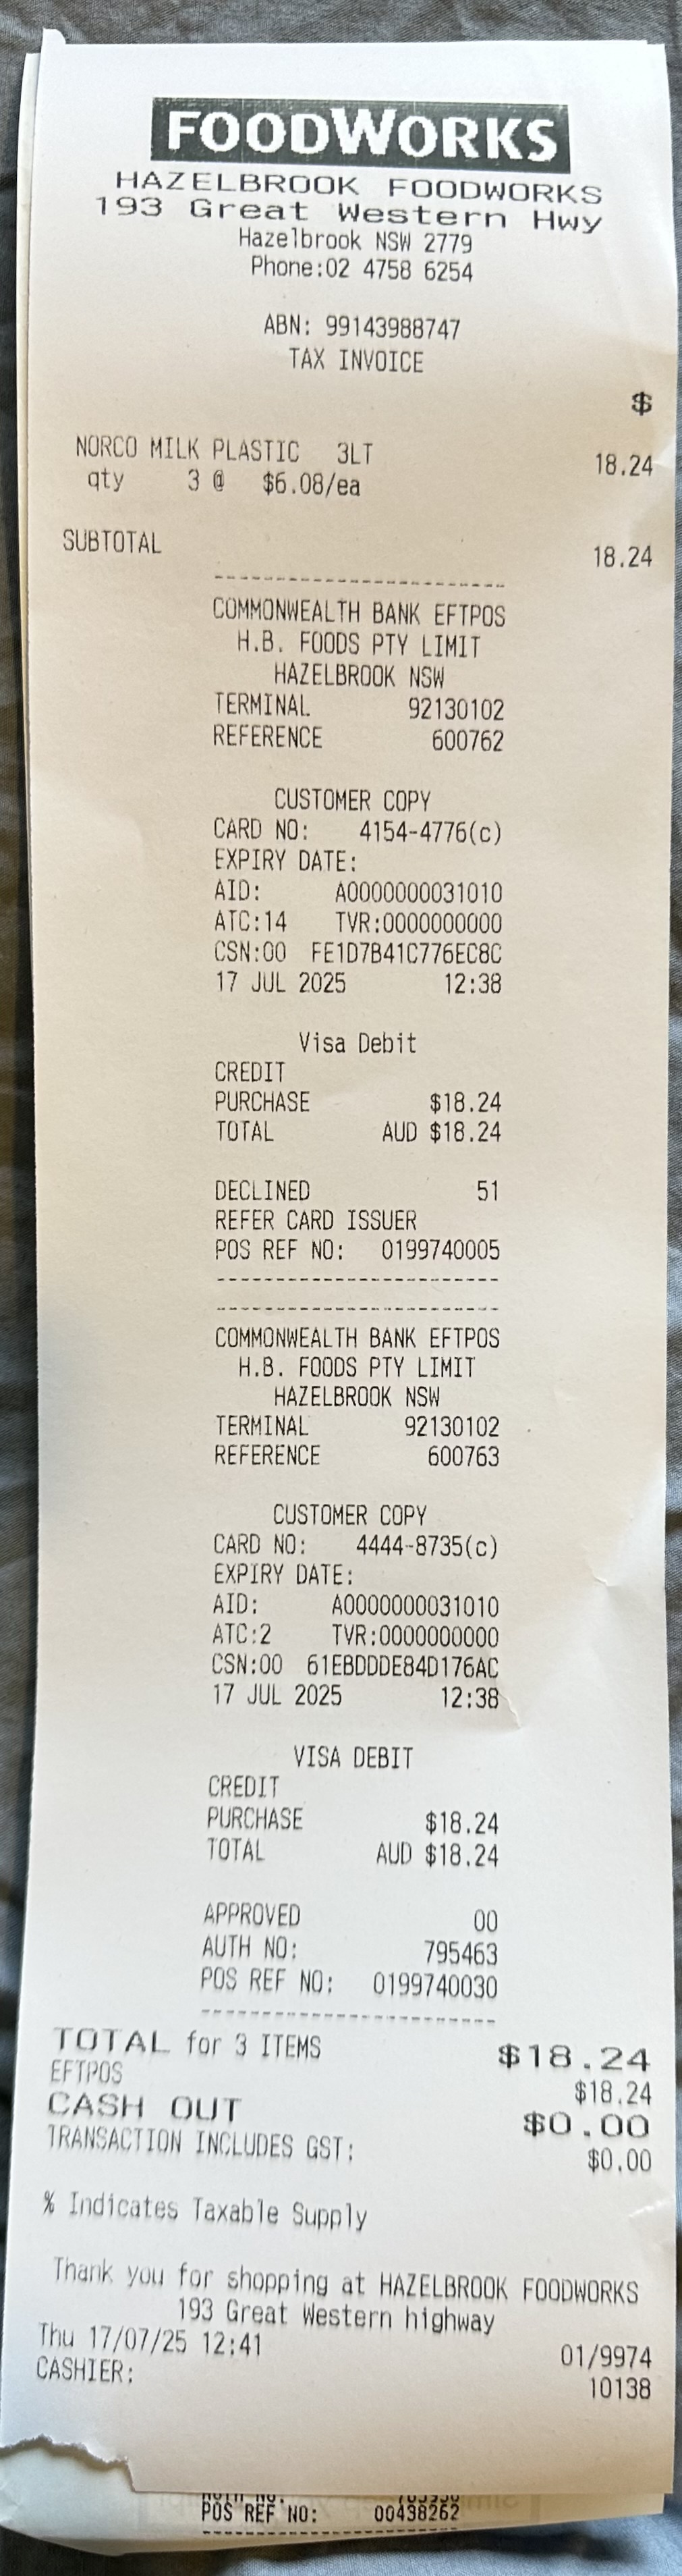 FOODWORKS
HAZELBROOK FOODWORKS
193 Great Western Hwy
Hazelbrook NSW 2779
Phone:02 4758 6254
ABN: 99143988747
TAX INVOICE
$
NORCO MILK PLASTIC 3LT 18.24
qty 3 @ $6.08/ea
SUBTOTAL 18.24
------------------------
COMMONWEALTH BANK EFTPOS
H.B. FOODS PTY LIMIT
HAZELBROOK NSW
TERMINAL 92130102
REFERENCE 600762
CUSTOMER COPY
CARD NO: 4154-4776(c)
EXPIRY DATE:
AID: A0000000031010
ATC:14 TVR:0000000000
CSN:00 FE1D7B41C776EC8C
17 JUL 2025 12:38
Visa Debit
CREDIT
PURCHASE $18.24
TOTAL AUD $18.24
DECLINED 51
REFER CARD ISSUER
POS REF NO: 0199740005
------------------------
------------------------
COMMONWEALTH BANK EFTPOS
H.B. FOODS PTY LIMIT
HAZELBROOK NSW
TERMINAL 92130102
REFERENCE 600763
CUSTOMER COPY
CARD NO: 4444-8735(c)
EXPIRY DATE:
AID: A0000000031010
ATC:2 TVR:0000000000
CSN:00 61EBDDDE84D176AC
17 JUL 2025 12:38
VISA DEBIT
CREDIT
PURCHASE $18.24
TOTAL AUD $18.24
APPROVED 00
AUTH NO: 795463
POS REF NO: 0199740030
------------------------
TOTAL for 3 ITEMS $18.24
EFTPOS $18.24
CASH OUT $0.00
TRANSACTION INCLUDES GST: $0.00
% Indicates Taxable Supply
Thank you for shopping at HAZELBROOK FOODWORKS
193 Great Western highway
Thu 17/07/25 12:41 01/9974
CASHIER: 10138
POS REF NO: 00438262
------------------------